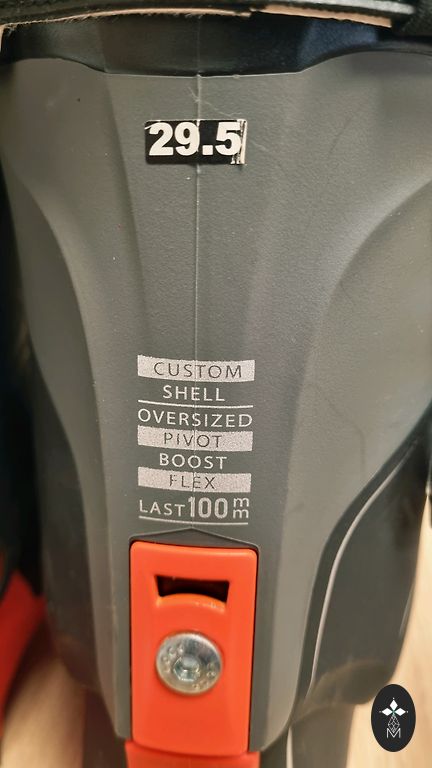 29.5
CUSTOM
SHELL
OVERSIZED
PIVOT
BOOST
FLEX
LAST 100 mm
M